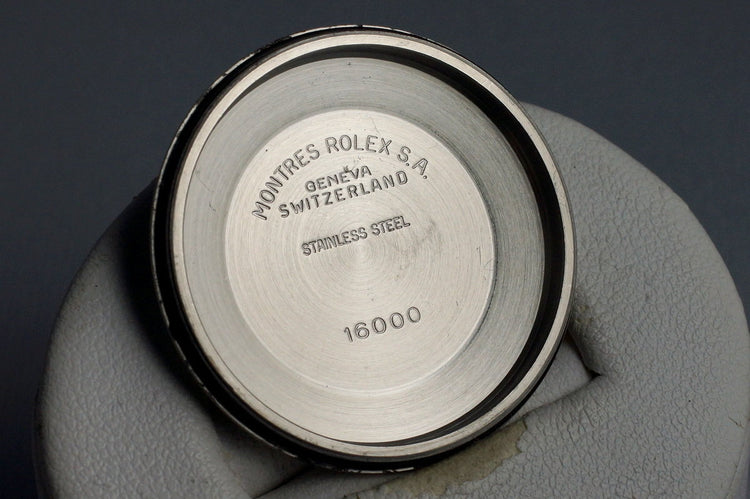 MONTRES ROLEX S.A.
GENEVA
SWITZERLAND
STAINLESS STEEL
16000